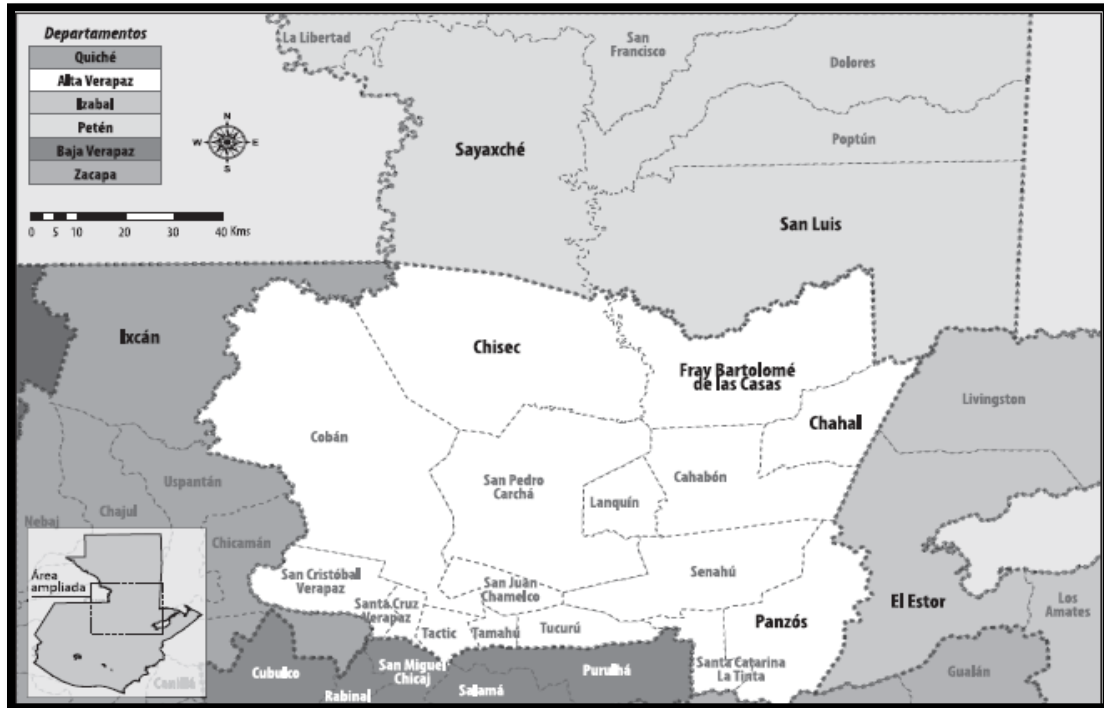 Departamentos
Quiché
Alta Verapaz
Izabal
Petén
Baja Verapaz
Zacapa
N
W E
S
0 5 10 20 30 40 Kms
La Libertad
San
Francisco
Dolores
Poptún
Sayaxché
San Luis
Ixcán
Chisec
Fray Bartolomé
de las Casas
Chahal
Livingston
Cobán
San Pedro
Carchá
Lanquín
Cahabón
Uspantán
Chajul
Nebaj
Chicamán
San Cristóbal
Verapaz
Santa Cruz
Verapaz
San Juan
Chamelco
Senahú
Tactic
Tamahú
Tucurú
Panzós
El Estor
Los
Amates
Santa Catarina
La Tinta
Gualán
Área
ampliada
Canillá
Cubulco
Rabinal
San Miguel
Chicaj
Salamá
Purulhá